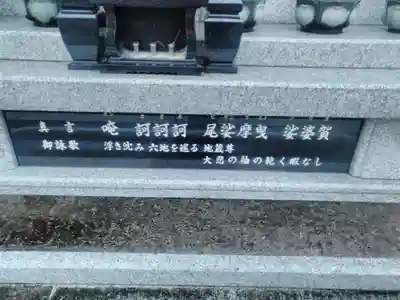 真言 唵 訶訶訶 尾娑摩曳 娑婆賀
御詠歌 浮き沈み 六地を巡る 地蔵尊
大悲の袖の乾く暇なし